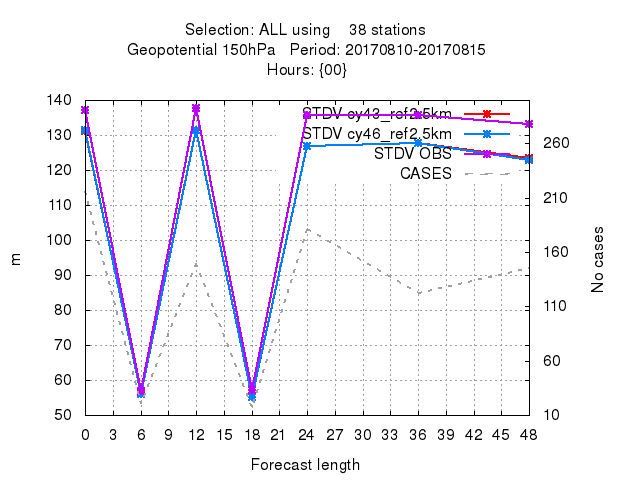 Selection: ALL using 38 stations
Geopotential 150hPa Period: 20170810-20170815
Hours: {00}
140
130
120
110
100
90
80
70
60
50
m
STDV cy43_ref2.5km
STDV cy46_ref2.5km
STDV OBS
CASES
260
210
160
110
60
10
No cases
0 3 6 9 12 15 18 21 24 27 30 33 36 39 42 45 48
Forecast length